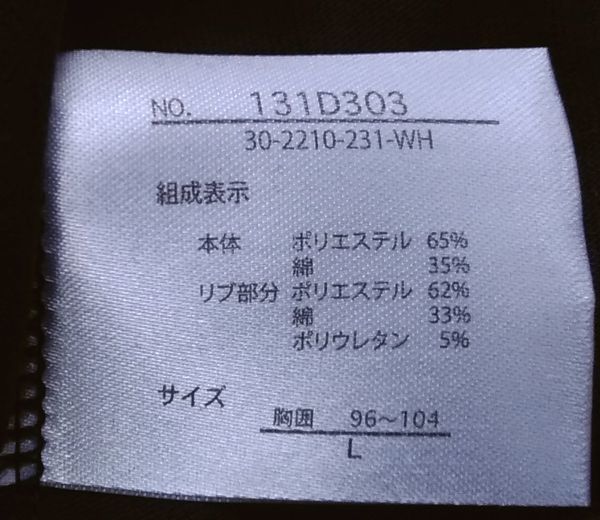 NO. 131D303
30-2210-231-WH
組成表示
本体 ポリエステル 65%
綿 35%
リブ部分 ポリエステル 62%
綿 33%
ポリウレタン 5%
サイズ
胸囲 96～104
L